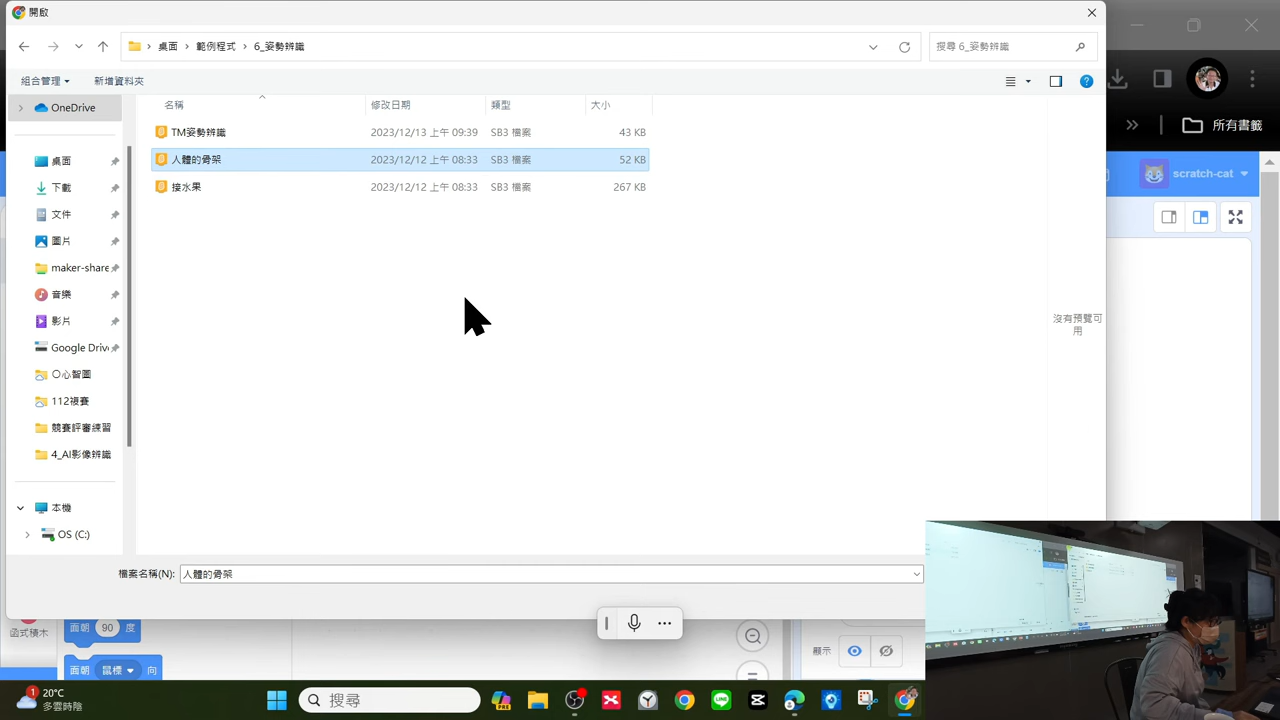 開啟
桌面 範例程式 6_姿勢辨識
搜尋 6_姿勢辨識
組合管理 新增資料夾
OneDrive
桌面
下載
文件
圖片
maker-share
音樂
影片
Google Driv
〇心智圖
112複賽
競賽評審練習
4_AI影像辨識
本機
OS (C:)
名稱 修改日期 類型 大小
TM姿勢辨識 2023/12/13 上午 09:39 SB3 檔案 43 KB
人體的骨架 2023/12/12 上午 08:33 SB3 檔案 52 KB
接水果 2023/12/12 上午 08:33 SB3 檔案 267 KB
沒有預覽可
用
檔案名稱(N): 人體的骨架
所有書籤
scratch-cat
函式積木
面朝 90 度
面朝 鼠標 向
顯示
1
20°C
多雲時陰
搜尋